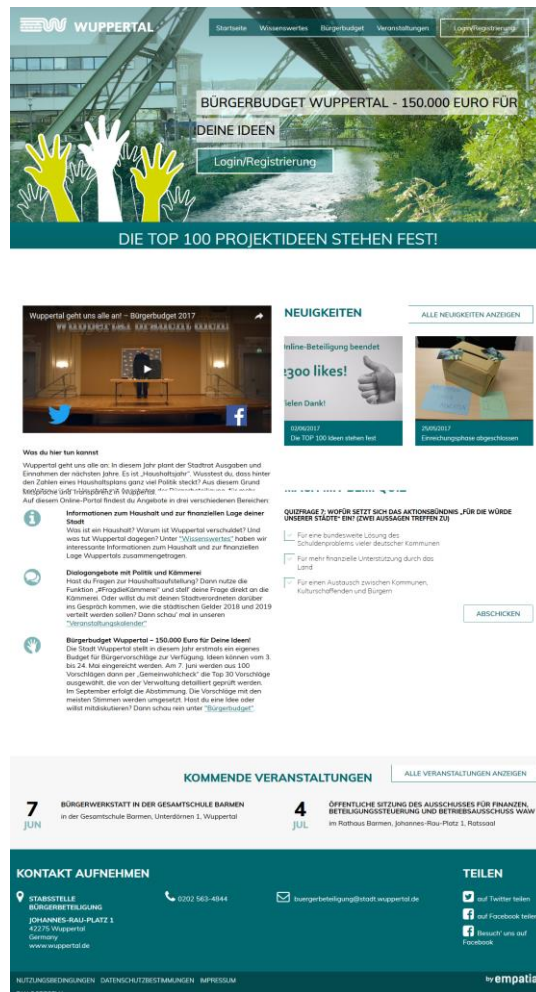 WUPPERTAL
Startseite Wissenswertes Bürgerbudget Veranstaltungen Login/Registrierung
BÜRGERBUDGET WUPPERTAL - 150.000 EURO FÜR
DEINE IDEEN
Login/Registrierung
DIE TOP 100 PROJEKTIDEEN STEHEN FEST!
Wuppertal geht uns alle an! – Bürgerbudget 2017
NEUIGKEITEN
ALLE NEUIGKEITEN ANZEIGEN
Online-Beteiligung beendet
2300 likes!
Vielen Dank!
02/06/2017
Die TOP 100 Ideen stehen fest
25/05/2017
Einreichungsphase abgeschlossen
Was du hier tun kannst
Wuppertal geht uns alle an: In diesem Jahr plant der Stadtrat Ausgaben und
Einnahmen der nächsten Jahre. Es ist „Haushaltsjahr“. Wusstest du, dass hinter
den Zahlen eines Haushaltsplans ganz viel Politik steckt? Aus diesem Grund
Mitsprache und Transparenz in Wuppertal.
Auf diesem Online-Portal findest du Angebote in drei verschiedenen Bereichen:
Informationen zum Haushalt und zur finanziellen Lage deiner
Stadt
Was ist ein Haushalt? Warum ist Wuppertal verschuldet? Und
was tut Wuppertal dagegen? Unter "Wissenswertes" haben wir
interessante Informationen zum Haushalt und zur finanziellen
Lage Wuppertals zusammengetragen.
Dialogangebote mit Politik und Kämmerei
Hast du Fragen zur Haushaltsaufstellung? Dann nutze die
Funktion „#FragdieKämmerei“ und stell' deine Frage direkt an die
Kämmerei. Oder willst du mit deinen Stadtverordneten darüber
ins Gespräch kommen, wie die städtischen Gelder 2018 und 2019
verteilt werden sollen? Dann schau' mal in unseren
"Veranstaltungskalender"
Bürgerbudget Wuppertal – 150.000 Euro für Deine Ideen!
Die Stadt Wuppertal stellt in diesem Jahr erstmals ein eigenes
Budget für Bürgervorschläge zur Verfügung. Ideen können vom 3.
bis 24. Mai eingereicht werden. Am 7. Juni werden aus 100
Vorschlägen dann per „Gemeinwohlcheck“ die Top 30 Vorschläge
ausgewählt, die von der Verwaltung detailliert geprüft werden.
Im September erfolgt die Abstimmung. Die Vorschläge mit den
meisten Stimmen werden umgesetzt. Hast du eine Idee oder
willst mitdiskutieren? Dann schau rein unter "Bürgerbudget"
MACH MIT BEIM QUIZ
QUIZFRAGE 7: WOFÜR SETZT SICH DAS AKTIONSBÜNDNIS „FÜR DIE WÜRDE
UNSERER STÄDTE“ EIN? (ZWEI AUSSAGEN TREFFEN ZU)
Für eine bundesweite Lösung des
Schuldenproblems vieler deutscher Kommunen
Für mehr finanzielle Unterstützung durch das
Land
Für einen Austausch zwischen Kommunen,
Kulturschaffenden und Bürgern
ABSCHICKEN
KOMMENDE VERANSTALTUNGEN
ALLE VERANSTALTUNGEN ANZEIGEN
7
JUN
BÜRGERWERKSTATT IN DER GESAMTSCHULE BARMEN
in der Gesamtschule Barmen, Unterdörnen 1, Wuppertal
4
JUL
ÖFFENTLICHE SITZUNG DES AUSSCHUSSES FÜR FINANZEN,
BETEILIGUNGSSTEUERUNG UND BETRIEBSAUSSCHUSS WAW
im Rathaus Barmen, Johannes-Rau-Platz 1, Ratssaal
KONTAKT AUFNEHMEN
STABSSTELLE
BÜRGERBETEILIGUNG
JOHANNES-RAU-PLATZ 1
42275 Wuppertal
Germany
www.wuppertal.de
0202 563-4844
buergerbeteiligung@stadt.wuppertal.de
TEILEN
auf Twitter teilen
auf Facebook teilen
Besuch' uns auf
Facebook
NUTZUNGSBEDINGUNGEN DATENSCHUTZBESTIMMUNGEN IMPRESSUM
by empatia